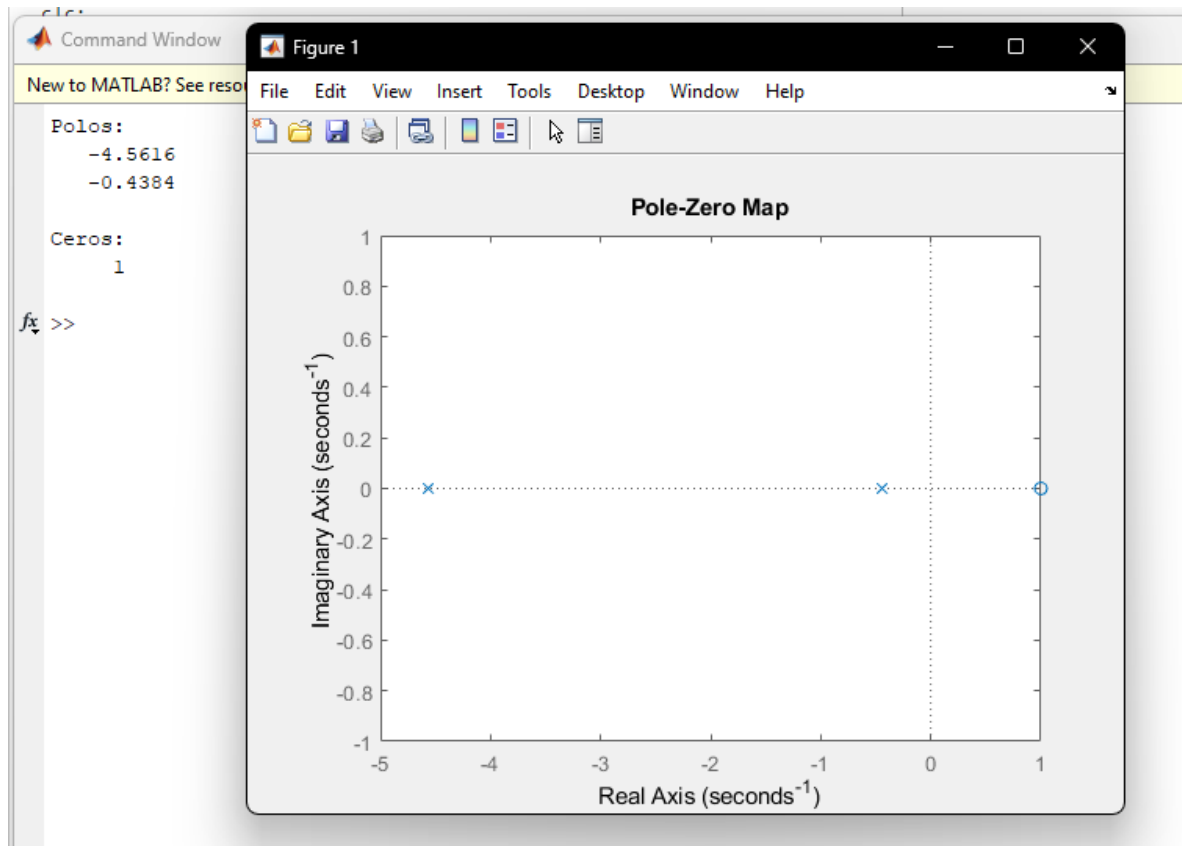 clc;
Command Window
New to MATLAB? See reso
Polos:
-4.5616
-0.4384
Ceros:
1
fx >>
Figure 1
File Edit View Insert Tools Desktop Window Help
Pole-Zero Map
1
0.8
0.6
0.4
0.2
0
-0.2
-0.4
-0.6
-0.8
-1
Imaginary Axis (seconds⁻¹)
-5 -4 -3 -2 -1 0 1
Real Axis (seconds⁻¹)